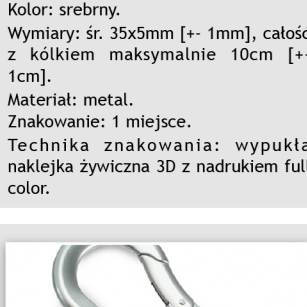 Kolor: srebrny.
Wymiary: śr. 35x5mm [+- 1mm], całość
z kółkiem maksymalnie 10cm [+-
1cm].
Materiał: metal.
Znakowanie: 1 miejsce.
Technika znakowania: wypukła
naklejka żywiczna 3D z nadrukiem full
color.